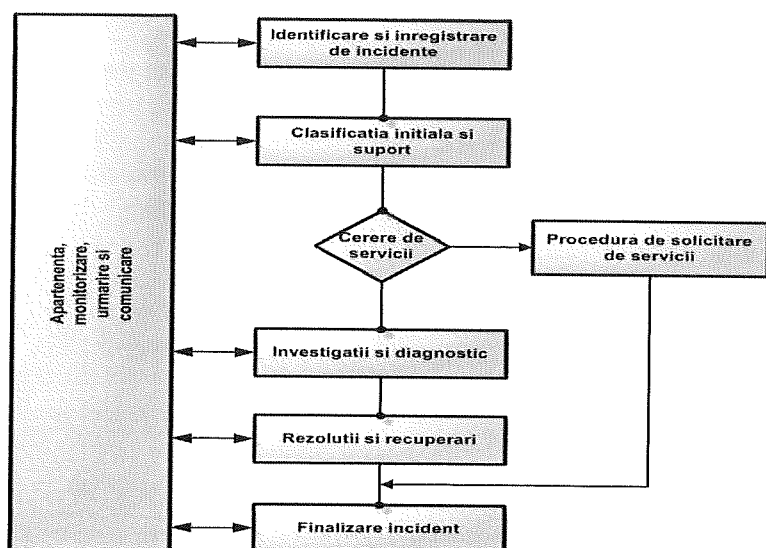 Identificare si inregistrare
de incidente
Clasificatia initiala si
suport
Cerere de
servicii
Procedura de solicitare
de servicii
Apartenenta,
monitorizare,
urmarire si
comunicare
Investigatii si diagnostic
Rezolutii si recuperari
Finalizare incident